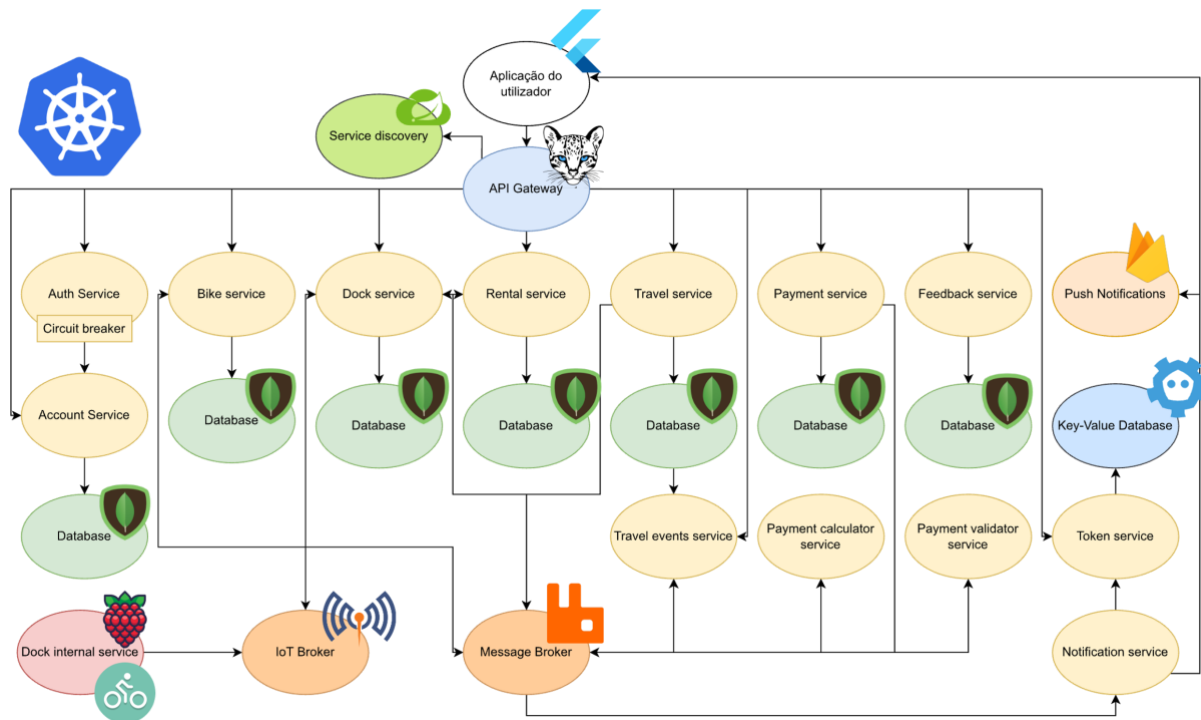 Aplicação do
utilizador
Service discovery
API Gateway
Auth Service
Circuit breaker
Bike service
Dock service
Rental service
Travel service
Payment service
Feedback service
Push Notifications
Account Service
Database
Database
Database
Database
Database
Database
Key-Value Database
Database
Travel events service
Payment calculator
service
Payment validator
service
Token service
Dock internal service
IoT Broker
Message Broker
Notification service